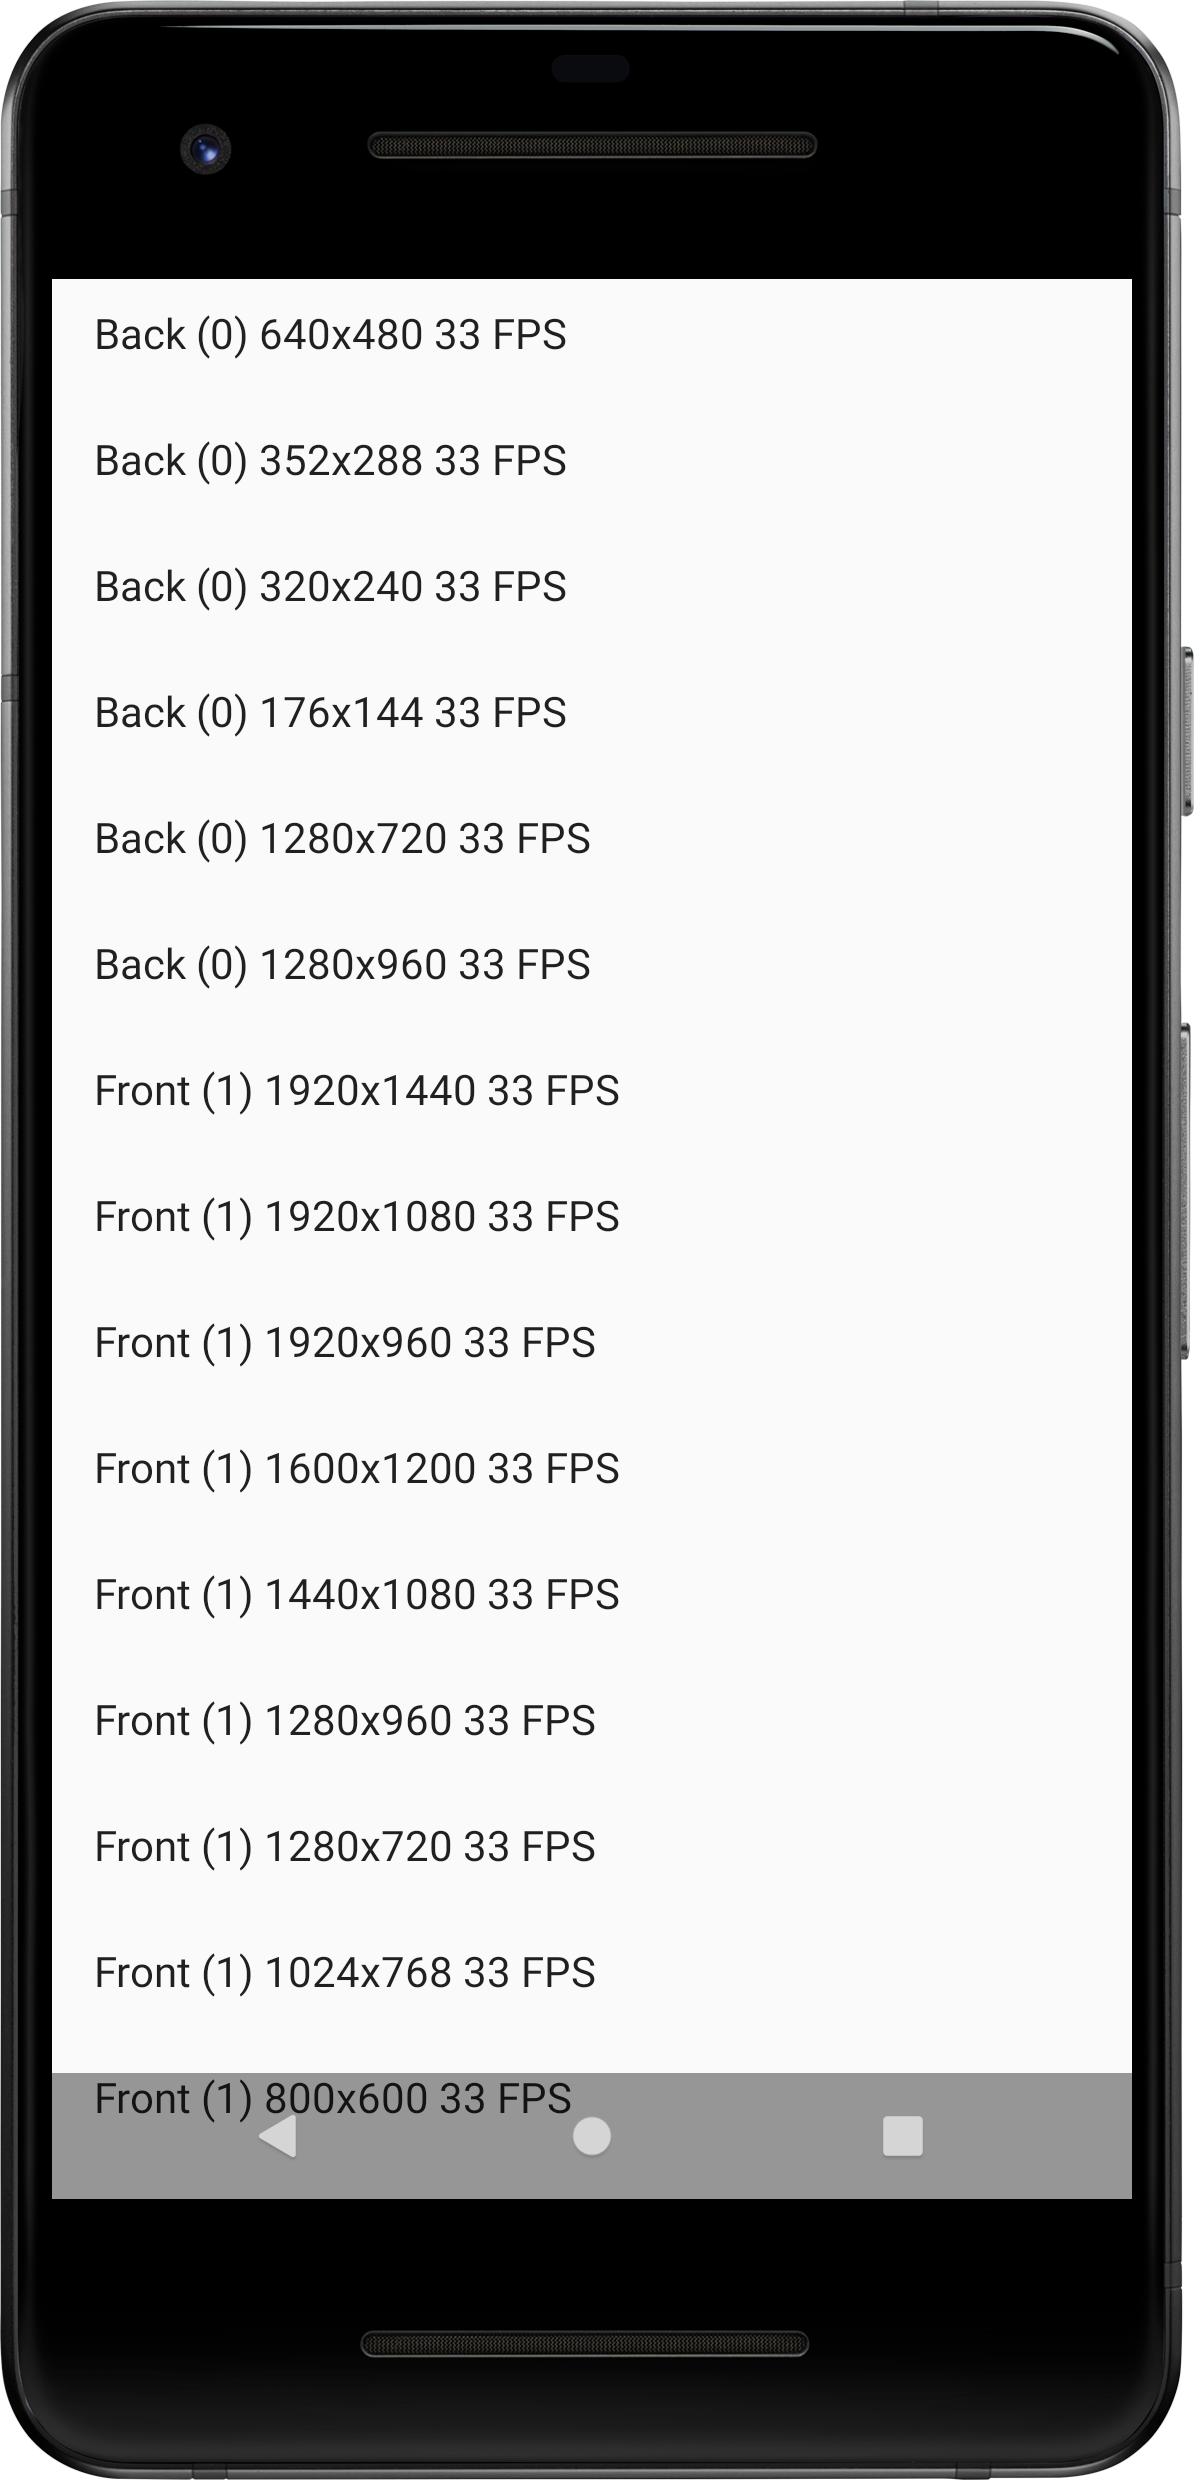 Back (0) 640x480 33 FPS
Back (0) 352x288 33 FPS
Back (0) 320x240 33 FPS
Back (0) 176x144 33 FPS
Back (0) 1280x720 33 FPS
Back (0) 1280x960 33 FPS
Front (1) 1920x1440 33 FPS
Front (1) 1920x1080 33 FPS
Front (1) 1920x960 33 FPS
Front (1) 1600x1200 33 FPS
Front (1) 1440x1080 33 FPS
Front (1) 1280x960 33 FPS
Front (1) 1280x720 33 FPS
Front (1) 1024x768 33 FPS
Front (1) 800x600 33 FPS